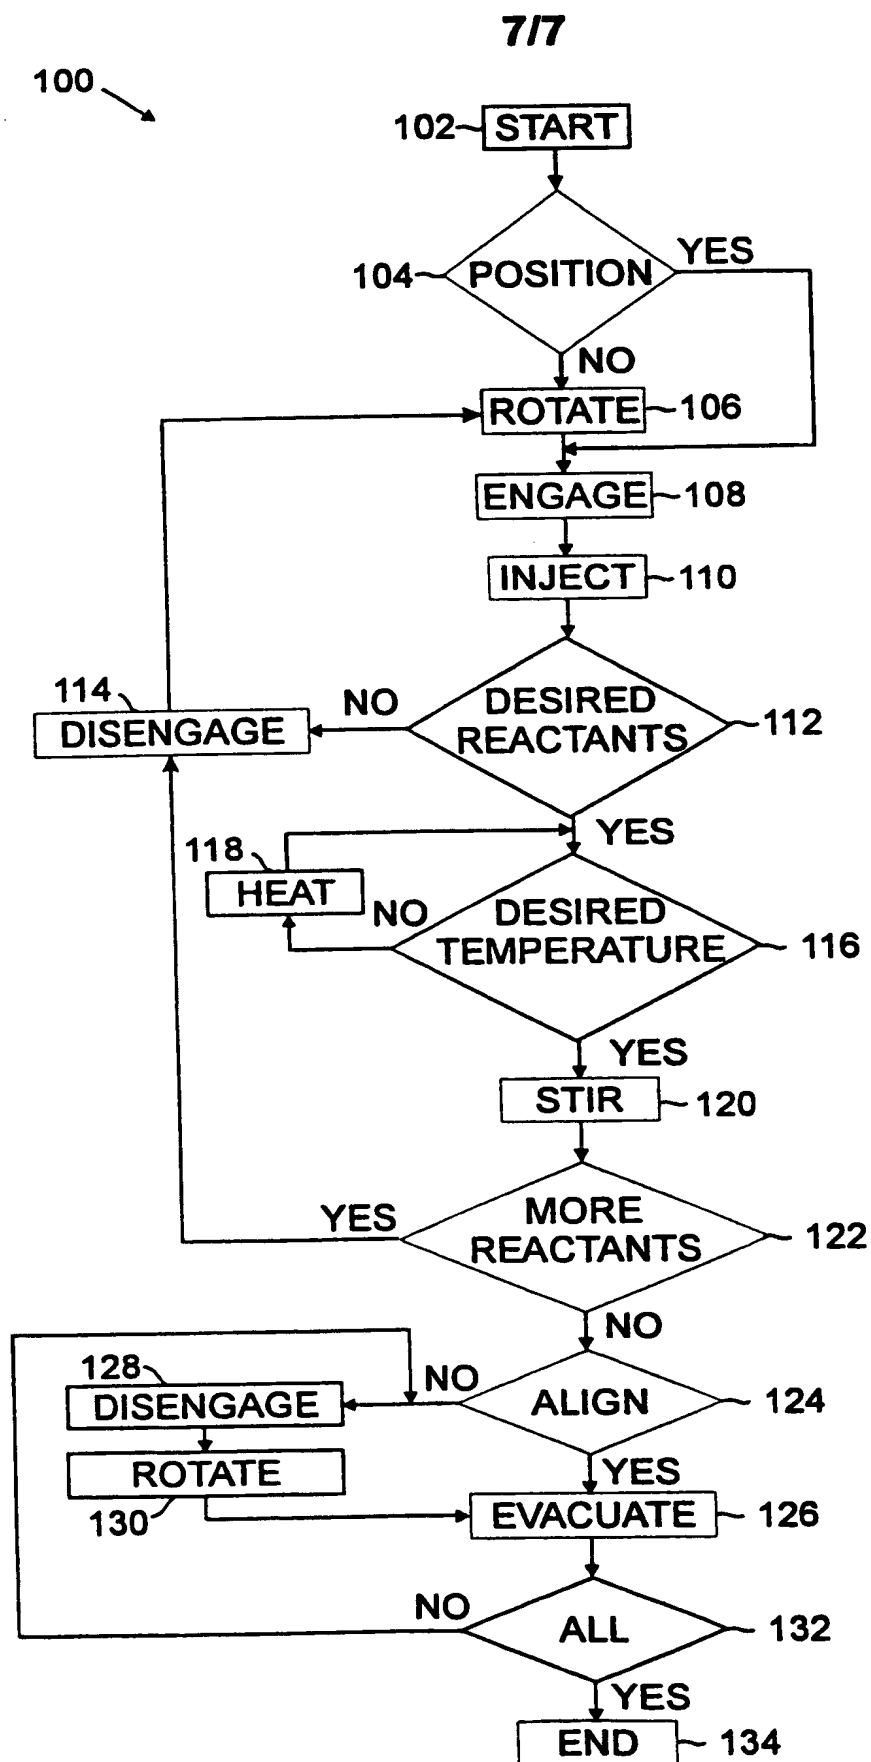 7/7
100
102 START
104 POSITION YES
NO
ROTATE 106
ENGAGE 108
INJECT 110
114 NO DESIRED
REACTANTS 112
DISENGAGE
YES
118
HEAT NO DESIRED
TEMPERATURE 116
YES
STIR 120
YES MORE
REACTANTS 122
NO
128 NO
DISENGAGE ALIGN 124
ROTATE YES
130 EVACUATE 126
NO ALL 132
YES
END 134